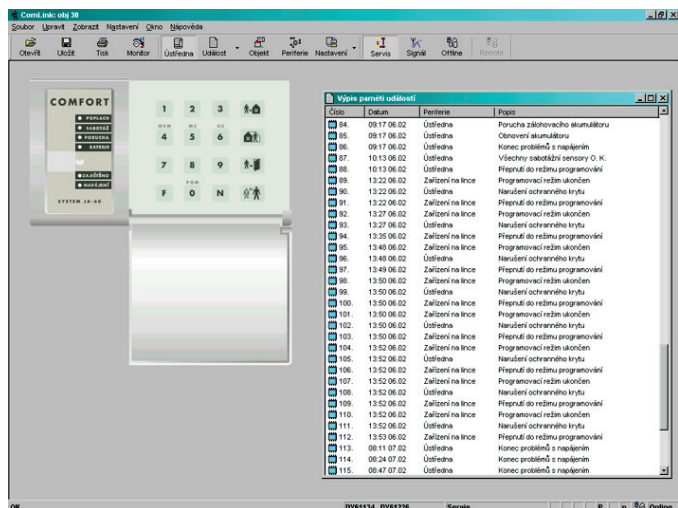 ComLink: obj 30
Soubor Upravit Zobrazit Nastavení Okno Nápověda
Otevřít Uložit Tisk Monitor Ústředna Událost Objekt Periferie Nastavení Servis Signál Offline Remote
COMFORT
POPLACH
SABOTÁŽ
PORUCHA
BATERIE
ZAJIŠTĚNO
NAPÁJENÍ
SYSTEM JA-60
1 2 3
MEM MC UC
4 5 6
7 8 9
PGM
F 0 N
Výpis paměti událostí
Číslo Datum Periferie Popis
84. 09:17 06.02 Ústředna Porucha zálohovacího akumulátoru
85. 09:17 06.02 Ústředna Obnovení akumulátoru
86. 09:17 06.02 Ústředna Konec problémů s napájením
87. 10:13 06.02 Ústředna Všechny sabotážní sensory O. K.
88. 10:13 06.02 Ústředna Přepnutí do režimu programování
89. 13:22 06.02 Zařízení na lince Programovací režim ukončen
90. 13:22 06.02 Ústředna Narušení ochranného krytu
91. 13:22 06.02 Zařízení na lince Přepnutí do režimu programování
92. 13:27 06.02 Zařízení na lince Programovací režim ukončen
93. 13:27 06.02 Ústředna Narušení ochranného krytu
94. 13:35 06.02 Zařízení na lince Přepnutí do režimu programování
95. 13:48 06.02 Zařízení na lince Programovací režim ukončen
96. 13:48 06.02 Ústředna Narušení ochranného krytu
97. 13:49 06.02 Zařízení na lince Přepnutí do režimu programování
98. 13:50 06.02 Zařízení na lince Programovací režim ukončen
99. 13:50 06.02 Ústředna Narušení ochranného krytu
100. 13:50 06.02 Zařízení na lince Přepnutí do režimu programování
101. 13:50 06.02 Zařízení na lince Programovací režim ukončen
102. 13:50 06.02 Ústředna Narušení ochranného krytu
103. 13:50 06.02 Zařízení na lince Přepnutí do režimu programování
104. 13:52 06.02 Zařízení na lince Programovací režim ukončen
105. 13:52 06.02 Ústředna Narušení ochranného krytu
106. 13:52 06.02 Zařízení na lince Přepnutí do režimu programování
107. 13:52 06.02 Zařízení na lince Programovací režim ukončen
108. 13:52 06.02 Ústředna Narušení ochranného krytu
109. 13:52 06.02 Zařízení na lince Přepnutí do režimu programování
110. 13:52 06.02 Zařízení na lince Programovací režim ukončen
111. 13:52 06.02 Ústředna Narušení ochranného krytu
112. 13:53 06.02 Zařízení na lince Přepnutí do režimu programování
113. 08:11 07.02 Ústředna Konec problémů s napájením
114. 08:24 07.02 Ústředna Konec problémů s napájením
115. 08:47 07.02 Ústředna Konec problémů s napájením
OK DY61134 DY61226 Servis P p Online